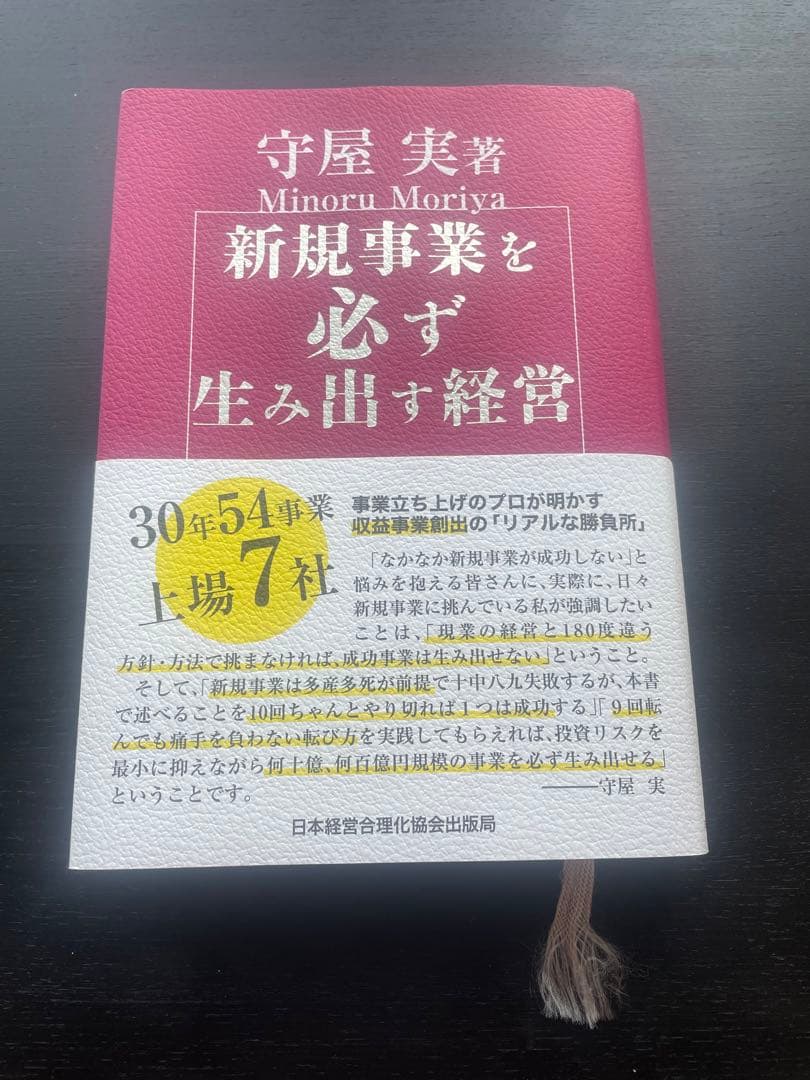 守屋 実著
Minoru Moriya
新規事業を
必ず
生み出す経営
30年54事業
上場7社
事業立ち上げのプロが明かす
収益事業創出の「リアルな勝負所」
「なかなか新規事業が成功しない」と
悩みを抱える皆さんに、実際に、日々
新規事業に挑んでいる私が強調したい
ことは、「現業の経営と180度違う
方針・方法で挑まなければ、成功事業は生み出せない」ということ。
そして、「新規事業は多産多死が前提で十中八九失敗するが、本書
で述べることを10回ちゃんとやり切れば1つは成功する」「9回転
んでも痛手を負わない転び方を実践してもらえれば、投資リスクを
最小に抑えながら何十億、何百億円規模の事業を必ず生み出せる」
ということです。 ――守屋 実
日本経営合理化協会出版局